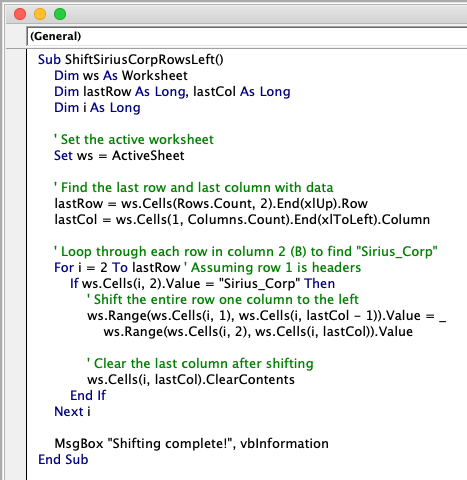 (General)
Sub ShiftSiriusCorpRowsLeft()
Dim ws As Worksheet
Dim lastRow As Long, lastCol As Long
Dim i As Long
' Set the active worksheet
Set ws = ActiveSheet
' Find the last row and last column with data
lastRow = ws.Cells(Rows.Count, 2).End(xlUp).Row
lastCol = ws.Cells(1, Columns.Count).End(xlToLeft).Column
' Loop through each row in column 2 (B) to find "Sirius_Corp"
For i = 2 To lastRow ' Assuming row 1 is headers
If ws.Cells(i, 2).Value = "Sirius_Corp" Then
' Shift the entire row one column to the left
ws.Range(ws.Cells(i, 1), ws.Cells(i, lastCol - 1)).Value = _
ws.Range(ws.Cells(i, 2), ws.Cells(i, lastCol)).Value
' Clear the last column after shifting
ws.Cells(i, lastCol).ClearContents
End If
Next i
MsgBox "Shifting complete!", vbInformation
End Sub